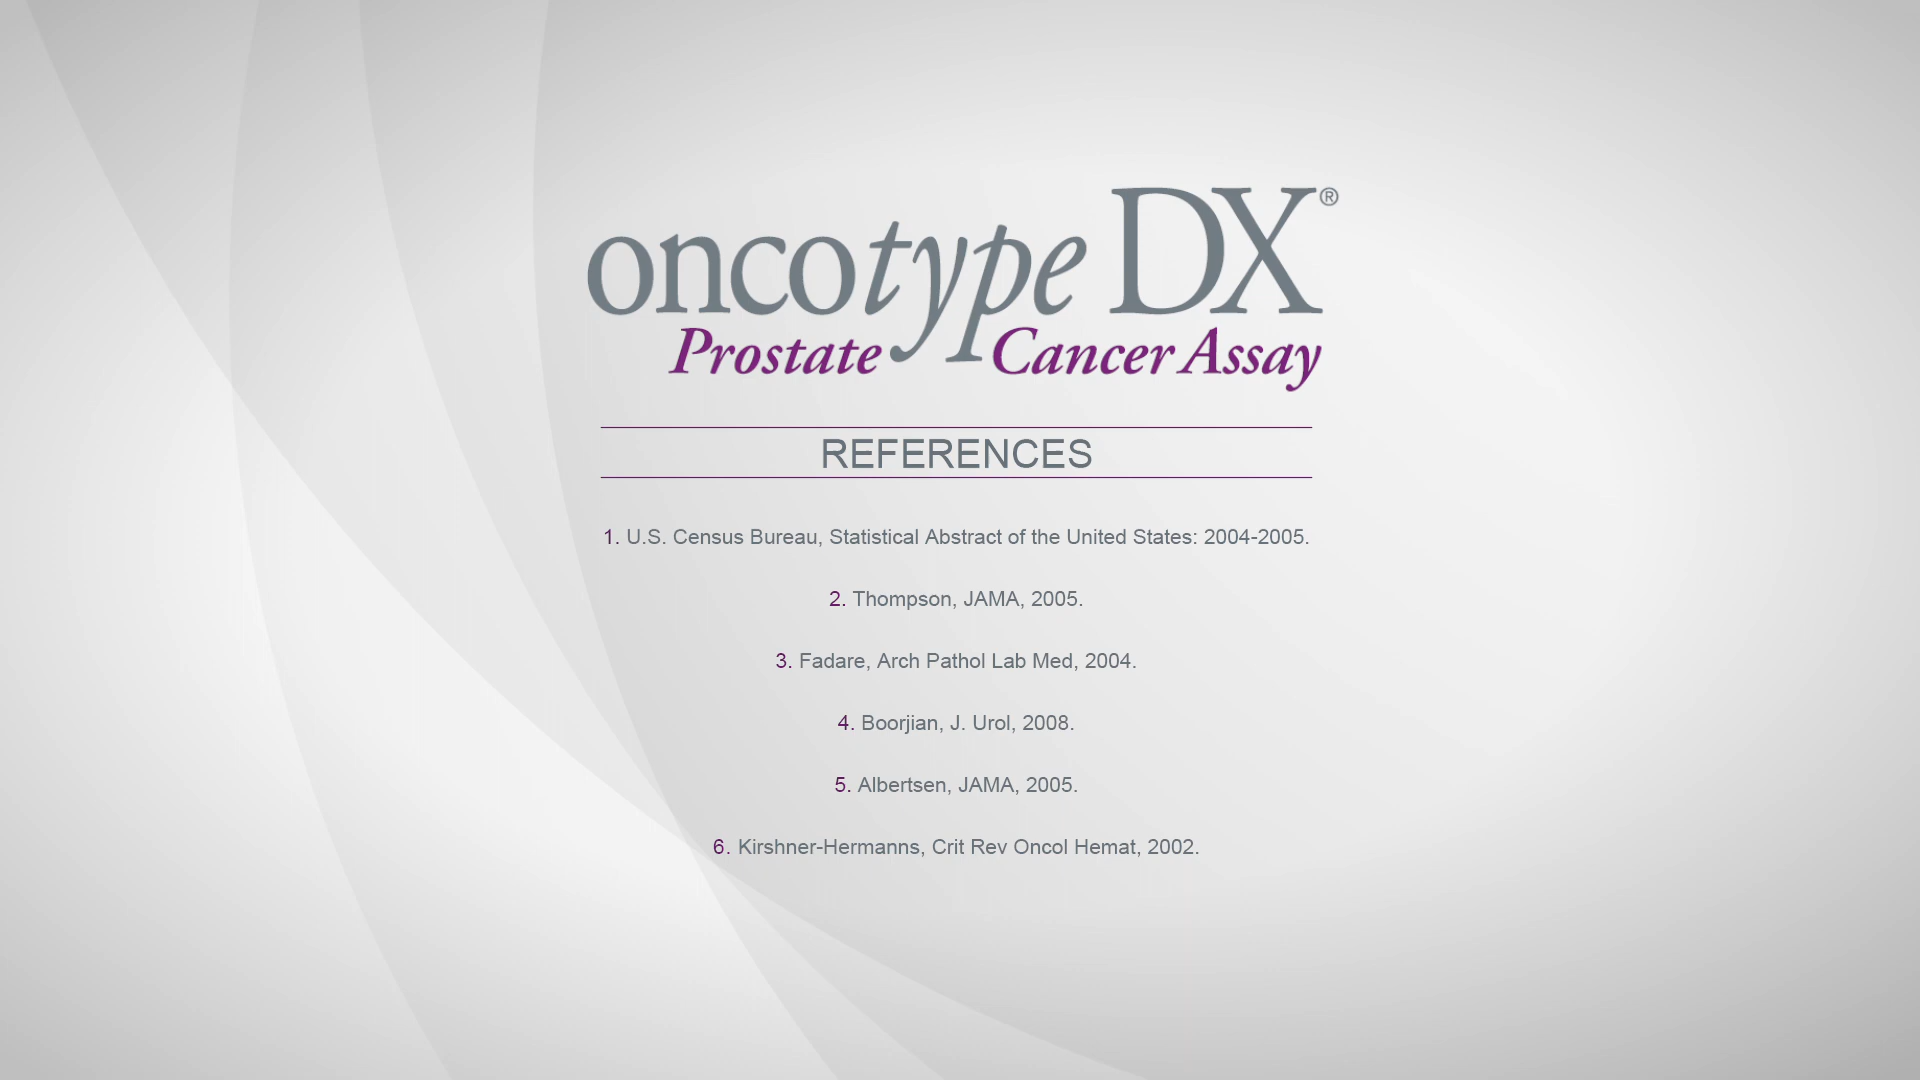 oncotype DX®
Prostate Cancer Assay
REFERENCES
1. U.S. Census Bureau, Statistical Abstract of the United States: 2004-2005.
2. Thompson, JAMA, 2005.
3. Fadare, Arch Pathol Lab Med, 2004.
4. Boorjian, J. Urol, 2008.
5. Albertsen, JAMA, 2005.
6. Kirshner-Hermanns, Crit Rev Oncol Hemat, 2002.